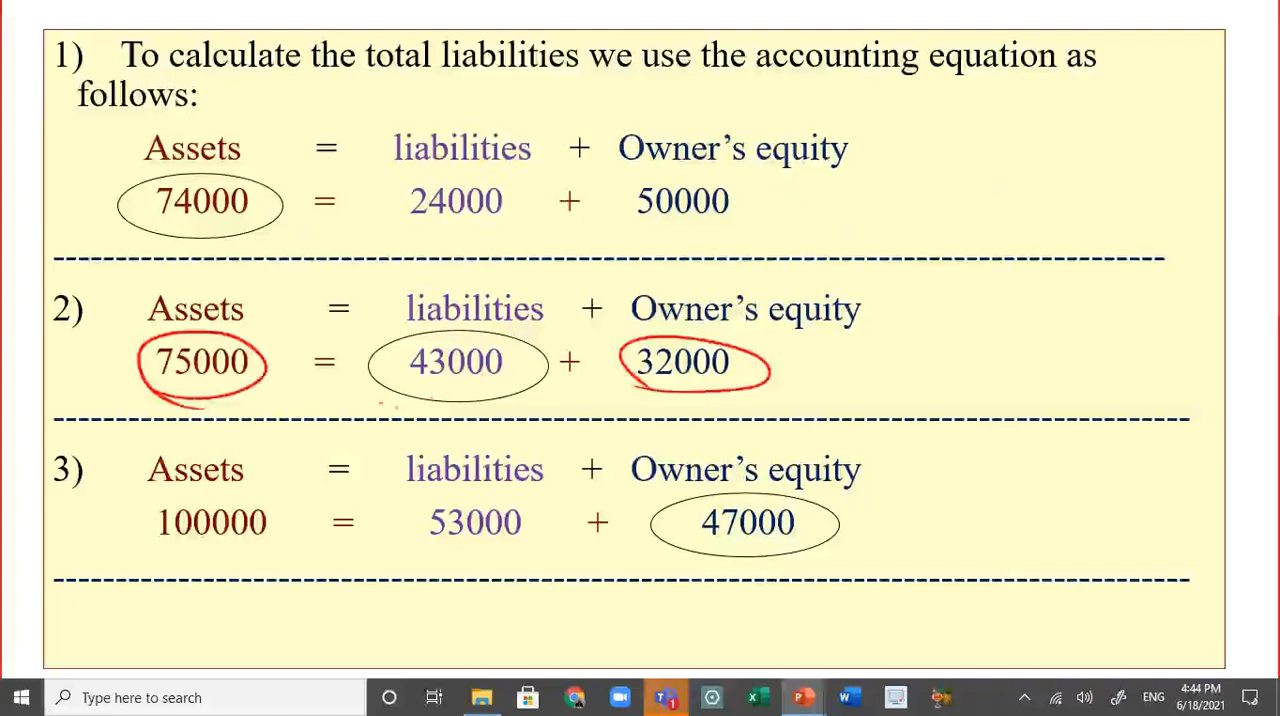 1) To calculate the total liabilities we use the accounting equation as
follows:
Assets = liabilities + Owner’s equity
74000 = 24000 + 50000
2) Assets = liabilities + Owner’s equity
75000 = 43000 + 32000
3) Assets = liabilities + Owner’s equity
100000 = 53000 + 47000
Type here to search
ENG
4:44 PM
6/18/2021